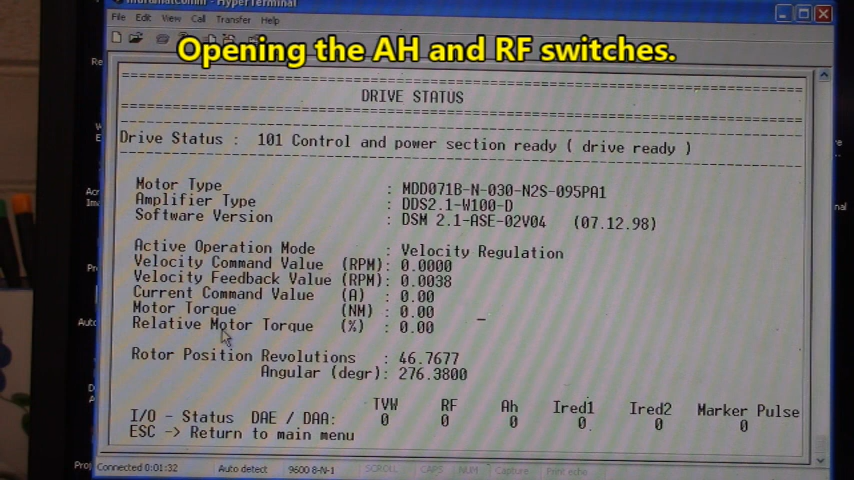 HyperTerminal
File Edit View Call Transfer Help
Opening the AH and RF switches.
DRIVE STATUS
Drive Status : 101 Control and power section ready ( drive ready )
Motor Type : MDD071B-N-030-N2S-095PA1
Amplifier Type : DDS2.1-W100-D
Software Version : DSM 2.1-ASE-02V04 (07.12.98)
Active Operation Mode : Velocity Regulation
Velocity Command Value (RPM): 0.0000
Velocity Feedback Value (RPM): 0.0038
Current Command Value (A) : 0.00
Motor Torque (NM) : 0.00
Relative Motor Torque (%) : 0.00
Rotor Position Revolutions : 46.7677
Angular (degr): 276.3800
TVW RF Ah Ired1 Ired2 Marker Pulse
I/O - Status DAE / DAA: 0 0 0 0 0 0
ESC -> Return to main menu
Connected 0:01:32 Auto detect 9600 8-N-1 SCROLL CAPS NUM Capture Print echo